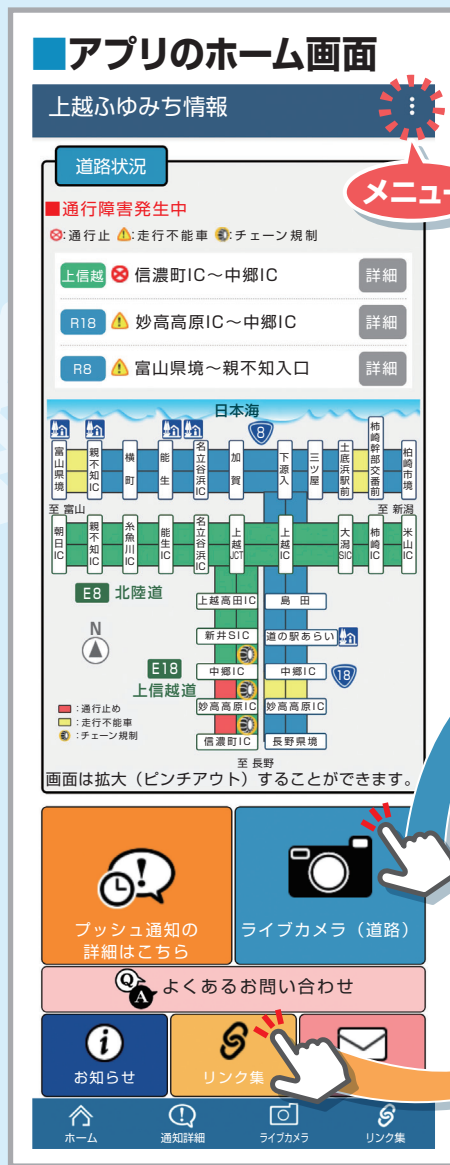 ■アプリのホーム画面
上越ふゆみち情報
メニュー
道路状況
■通行障害発生中
:通行止 :走行不能車 :チェーン規制
上信越 信濃町IC～中郷IC 詳細
R18 妙高高原IC～中郷IC 詳細
R8 富山県境～親不知入口 詳細
日本海
8
富山県境
親不知IC
横町
能生
名立谷浜IC
加賀
下源入
三ツ屋
土底浜駅前
柿崎幹部交番前
柏崎市境
至 富山
至 新潟
朝日IC
親不知IC
糸魚川IC
能生IC
名立谷浜IC
上越JCT
上越IC
大潟SIC
柿崎IC
米山IC
E8 北陸道
上越高田IC
島 田
N
新井SIC
道の駅あらい
E18
上信越道
中郷IC
中郷IC
18
妙高高原IC
妙高高原IC
信濃町IC
長野県境
:通行止め
:走行不能車
:チェーン規制
至 長野
画面は拡大（ピンチアウト）することができます。
プッシュ通知の
詳細はこちら
ライブカメラ（道路）
Q
A
よくあるお問い合わせ
お知らせ
リンク集
ホーム
通知詳細
ライブカメラ
リンク集